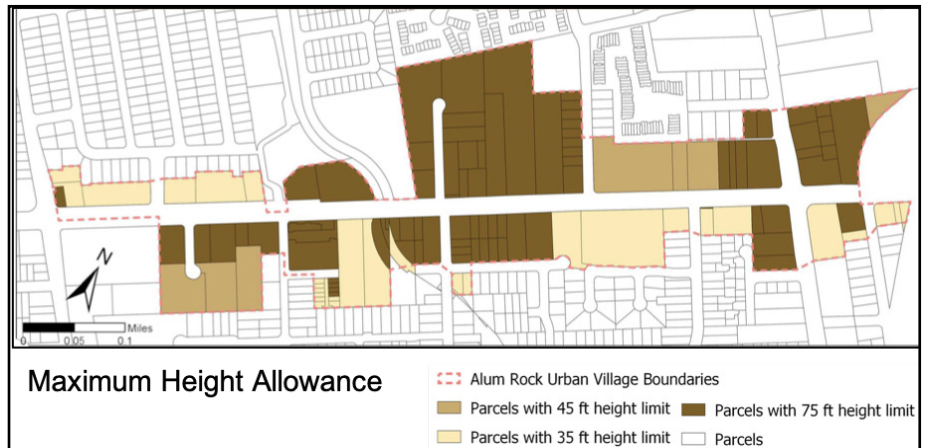 N
Miles
0 0.05 0.1
Maximum Height Allowance
Alum Rock Urban Village Boundaries
Parcels with 45 ft height limit
Parcels with 75 ft height limit
Parcels with 35 ft height limit
Parcels